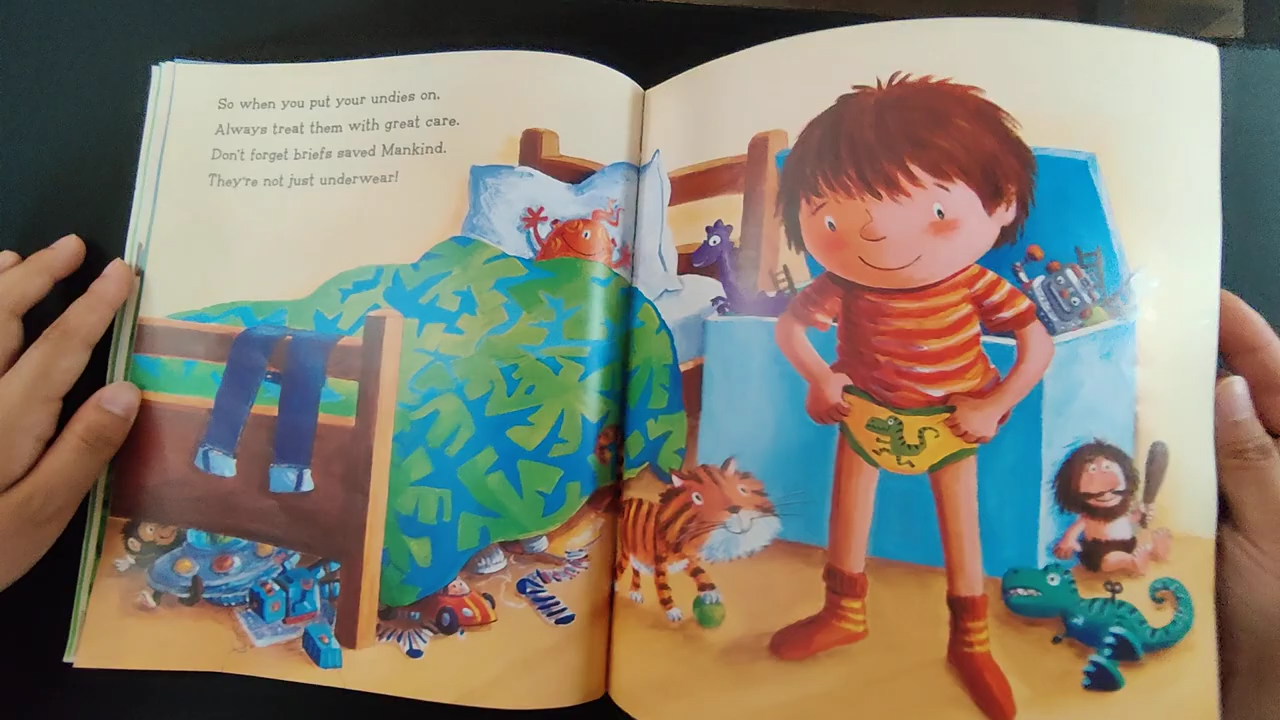 So when you put your undies on.
Always treat them with great care.
Don't forget briefs saved Mankind.
They're not just underwear!